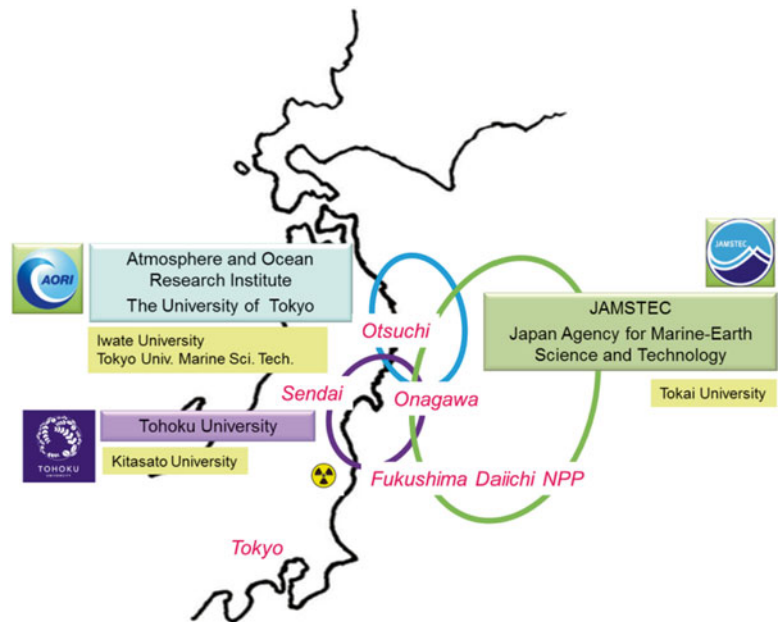 AORI
Atmosphere and Ocean
Research Institute
The University of Tokyo
Iwate University
Tokyo Univ. Marine Sci. Tech.
JAMSTEC
JAMSTEC
Japan Agency for Marine-Earth
Science and Technology
Tokai University
Otsuchi
Sendai
Onagawa
TOHOKU
Tohoku University
Kitasato University
Fukushima Daiichi NPP
Tokyo